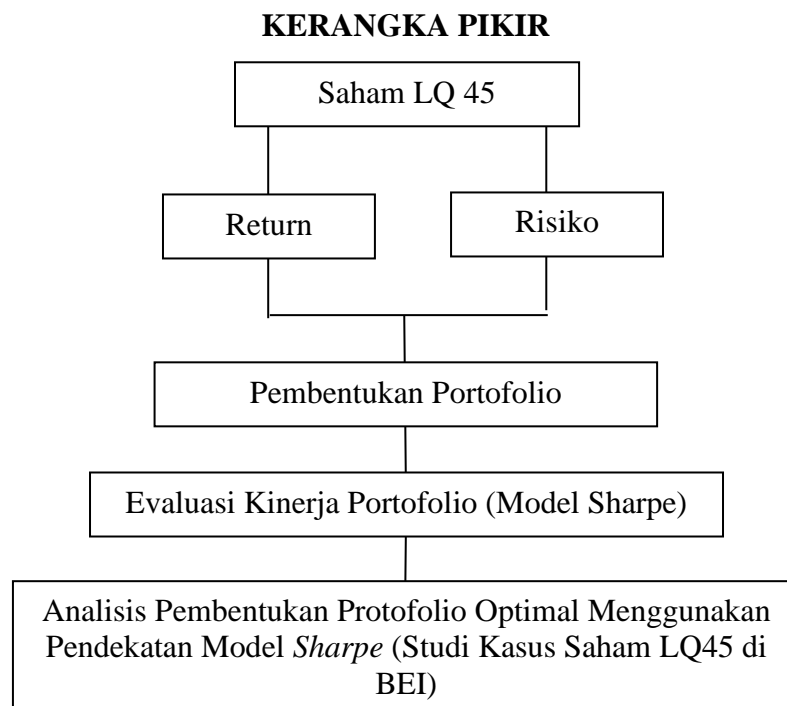 KERANGKA PIKIR
Saham LQ 45
Return
Risiko
Pembentukan Portofolio
Evaluasi Kinerja Portofolio (Model Sharpe)
Analisis Pembentukan Protofolio Optimal Menggunakan
Pendekatan Model Sharpe (Studi Kasus Saham LQ45 di
BEI)